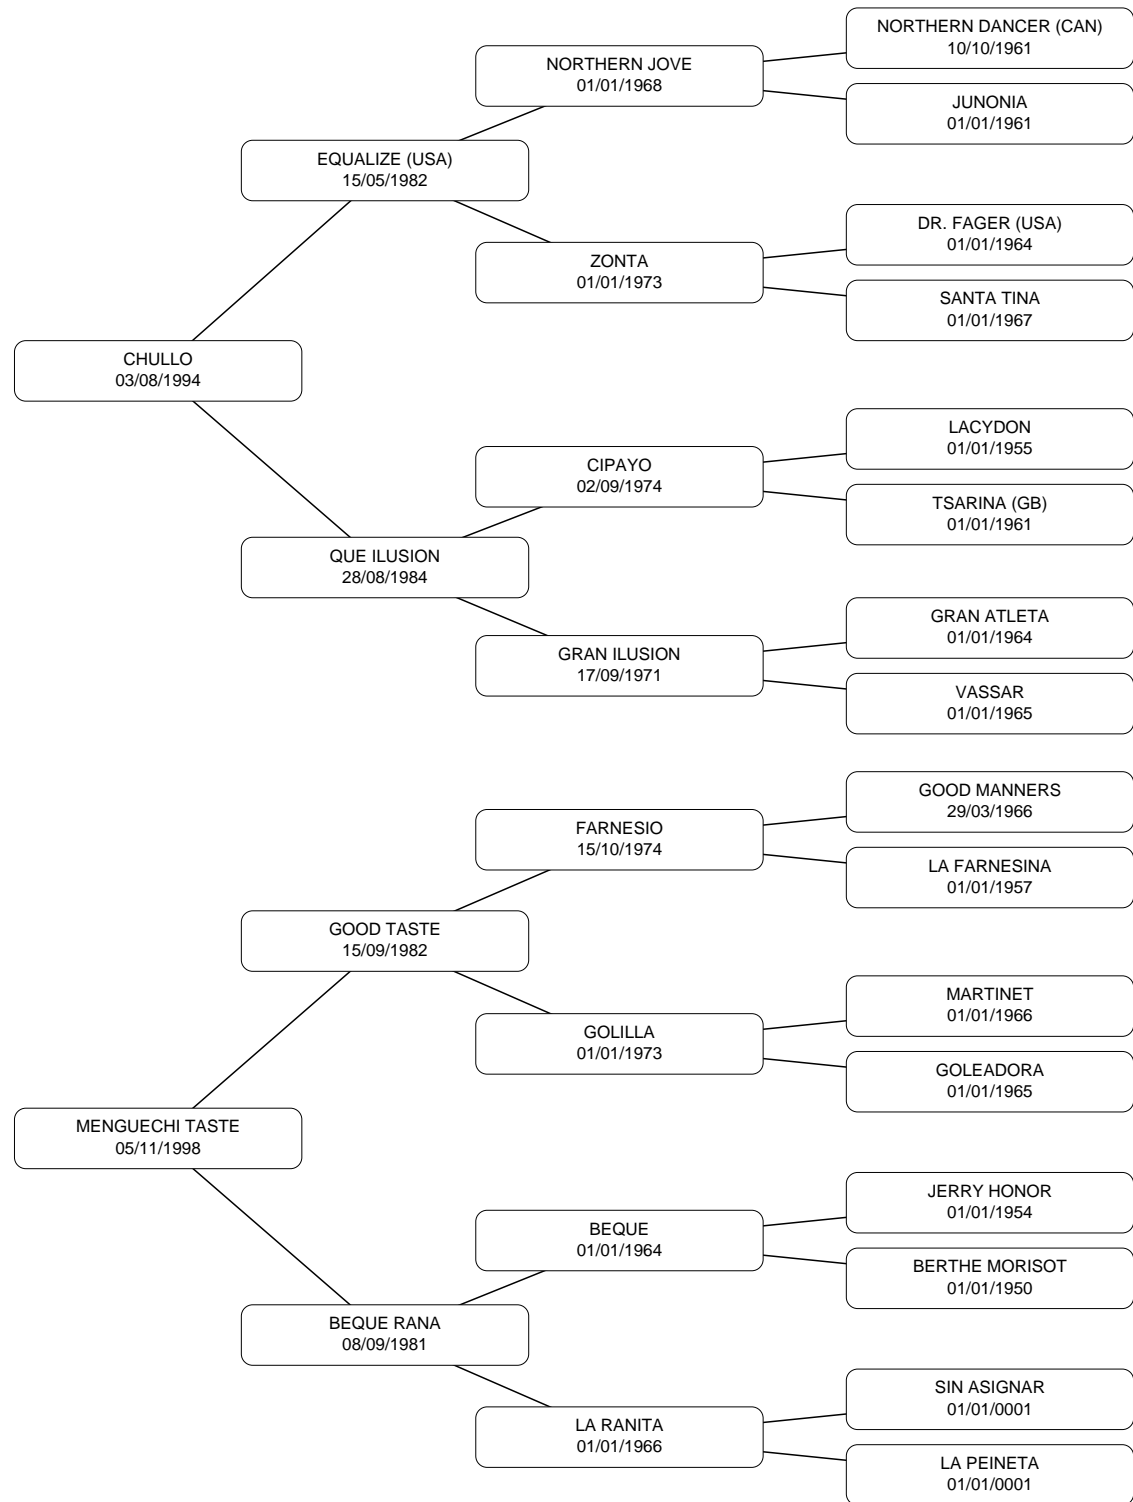 NORTHERN DANCER (CAN)
10/10/1961
NORTHERN JOVE
01/01/1968
JUNONIA
01/01/1961
EQUALIZE (USA)
15/05/1982
DR. FAGER (USA)
01/01/1964
ZONTA
01/01/1973
SANTA TINA
01/01/1967
CHULLO
03/08/1994
LACYDON
01/01/1955
CIPAYO
02/09/1974
TSARINA (GB)
01/01/1961
QUE ILUSION
28/08/1984
GRAN ATLETA
01/01/1964
GRAN ILUSION
17/09/1971
VASSAR
01/01/1965
GOOD MANNERS
29/03/1966
FARNESIO
15/10/1974
LA FARNESINA
01/01/1957
GOOD TASTE
15/09/1982
MARTINET
01/01/1966
GOLILLA
01/01/1973
GOLEADORA
01/01/1965
MENGUECHI TASTE
05/11/1998
JERRY HONOR
01/01/1954
BEQUE
01/01/1964
BERTHE MORISOT
01/01/1950
BEQUE RANA
08/09/1981
SIN ASIGNAR
01/01/0001
LA RANITA
01/01/1966
LA PEINETA
01/01/0001